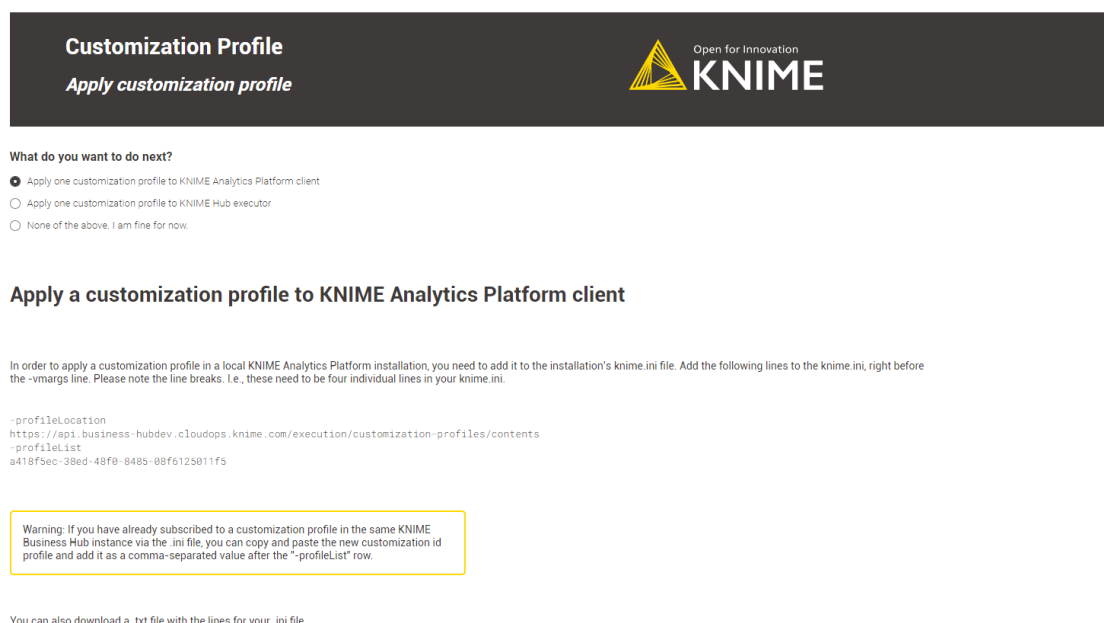 Customization Profile
Apply customization profile
Open for Innovation
KNIME
What do you want to do next?
Apply one customization profile to KNIME Analytics Platform client
Apply one customization profile to KNIME Hub executor
None of the above. I am fine for now.
Apply a customization profile to KNIME Analytics Platform client
In order to apply a customization profile in a local KNIME Analytics Platform installation, you need to add it to the installation's knime.ini file. Add the following lines to the knime.ini, right before
the -vmargs line. Please note the line breaks. I.e., these need to be four individual lines in your knime.ini.
-profileLocation
https://api.business-hubdev.cloudops.knime.com/execution/customization-profiles/contents
-profileList
a418f5ec-38ed-48f0-8485-08f6125011f5
Warning: If you have already subscribed to a customization profile in the same KNIME
Business Hub instance via the .ini file, you can copy and paste the new customization id
profile and add it as a comma-separated value after the "-profileList" row.
You can also download a .txt file with the lines for your .ini file.